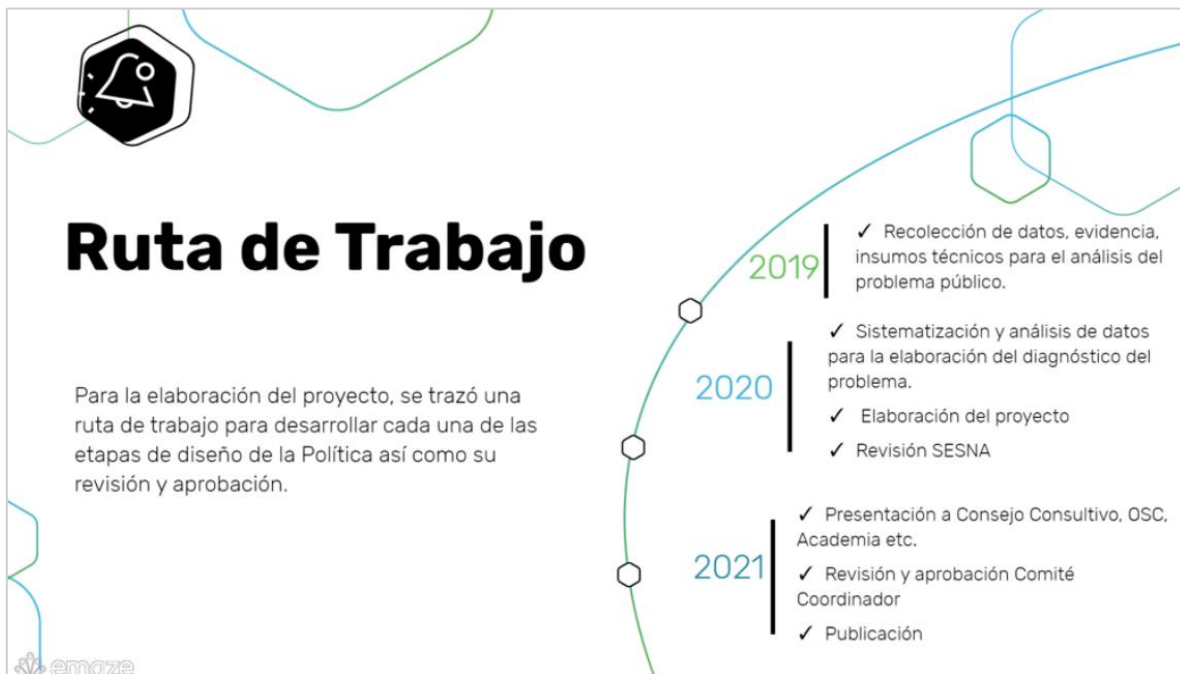 Ruta de Trabajo
Para la elaboración del proyecto, se trazó una
ruta de trabajo para desarrollar cada una de las
etapas de diseño de la Política así como su
revisión y aprobación.
2019
✓ Recolección de datos, evidencia,
insumos técnicos para el análisis del
problema público.
2020
✓ Sistematización y análisis de datos
para la elaboración del diagnóstico del
problema.
✓ Elaboración del proyecto
✓ Revisión SESNA
2021
✓ Presentación a Consejo Consultivo, OSC,
Academia etc.
✓ Revisión y aprobación Comité
Coordinador
✓ Publicación
emaze